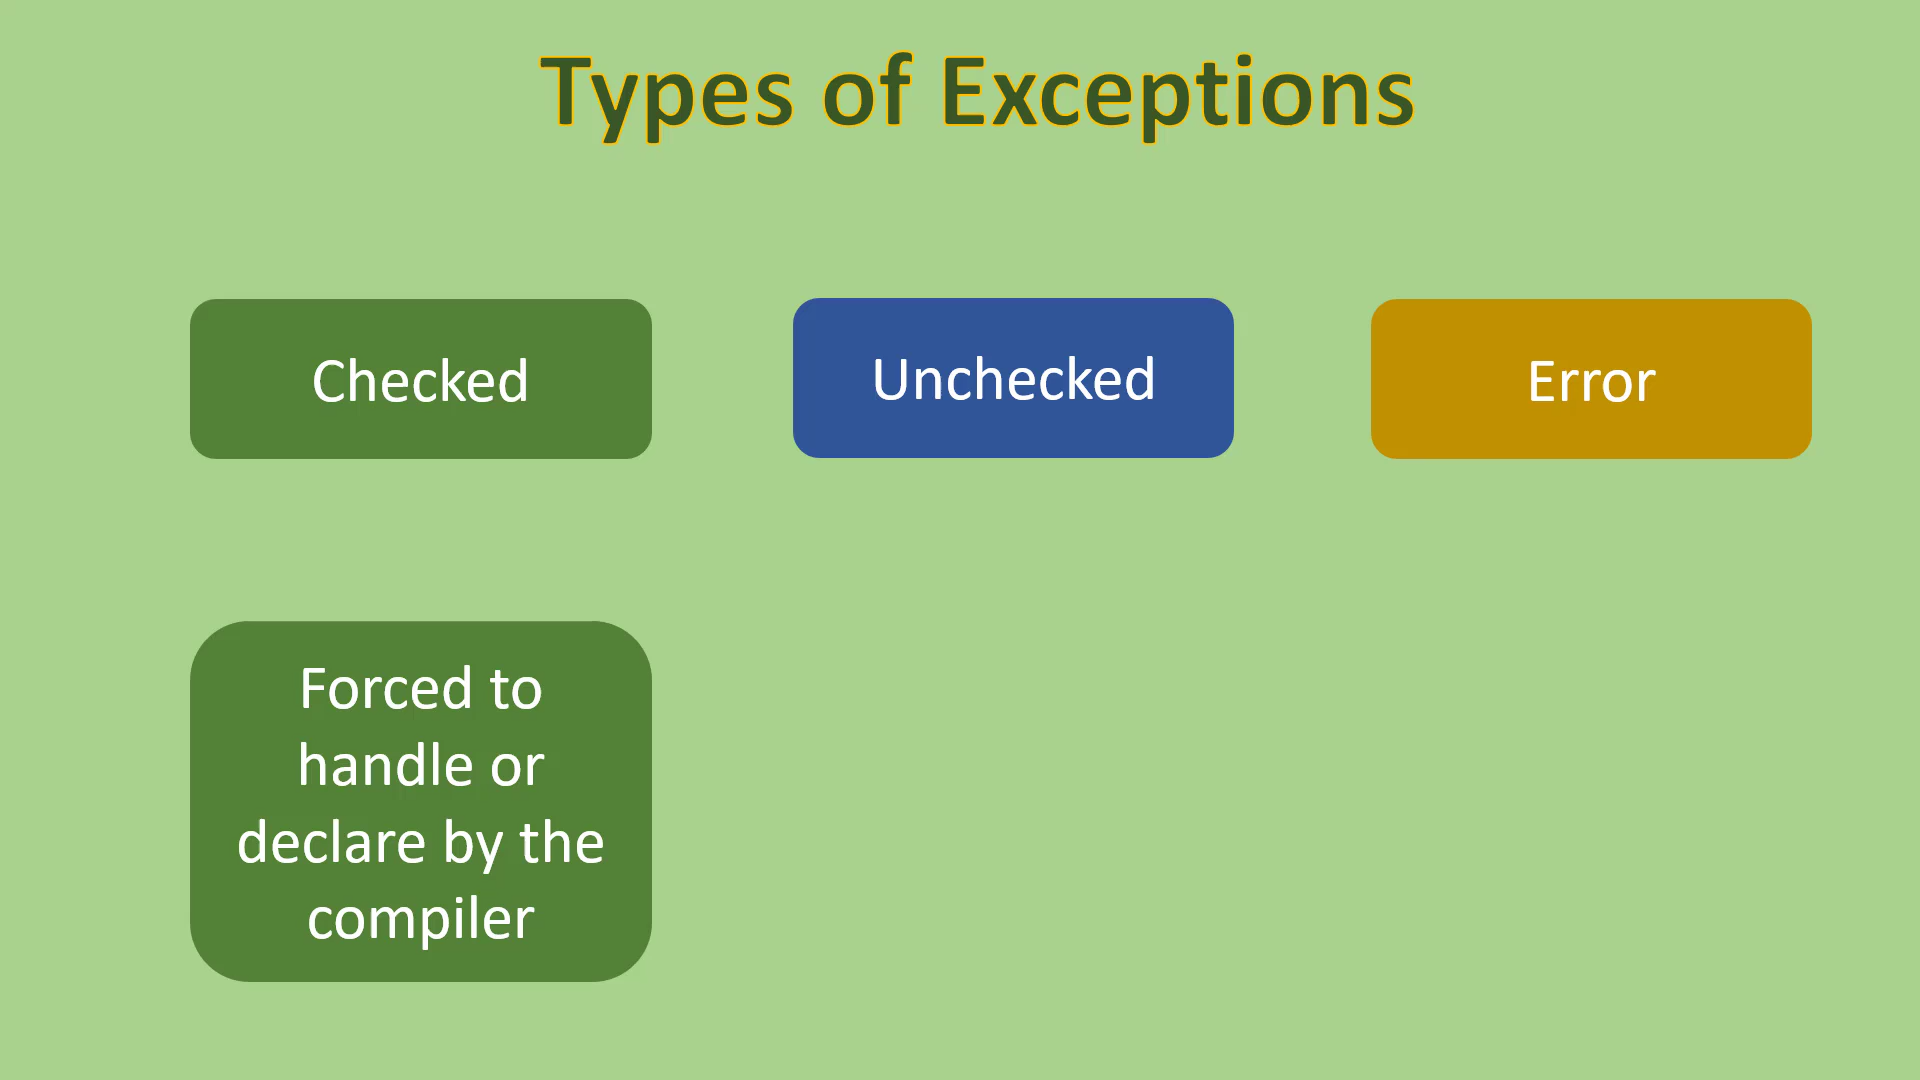 Types of Exceptions
Checked
Unchecked
Error
Forced to
handle or
declare by the
compiler